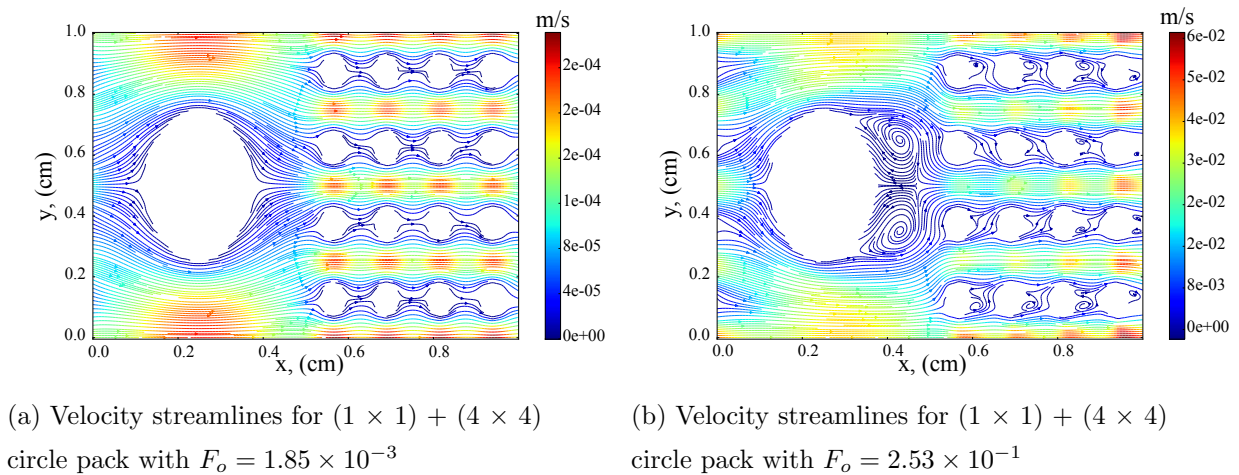 m/s
1.0
0.8
0.6
0.4
0.2
0.0
y, (cm)
0.0 0.2 0.4 0.6 0.8
x, (cm)
2e-04
2e-04
2e-04
1e-04
8e-05
4e-05
0e+00
m/s
1.0
0.8
0.6
0.4
0.2
0.0
y, (cm)
0.0 0.2 0.4 0.6 0.8
x, (cm)
6e-02
5e-02
4e-02
3e-02
2e-02
2e-02
8e-03
0e+00
(a) Velocity streamlines for (1 × 1) + (4 × 4)
circle pack with Fₒ = 1.85 × 10⁻³
(b) Velocity streamlines for (1 × 1) + (4 × 4)
circle pack with Fₒ = 2.53 × 10⁻¹